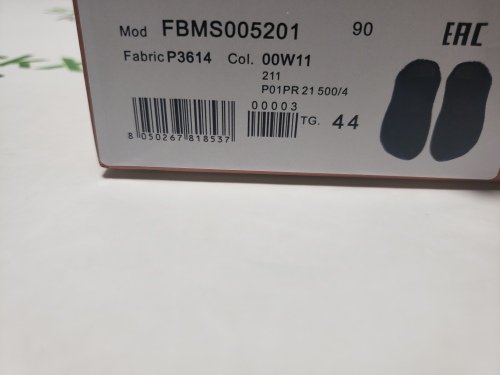 Mod FBMS005201 90 EAC
Fabric P3614 Col. 00W11
211
P01PR 21 500/4
00003
8 050267 818537 TG. 44